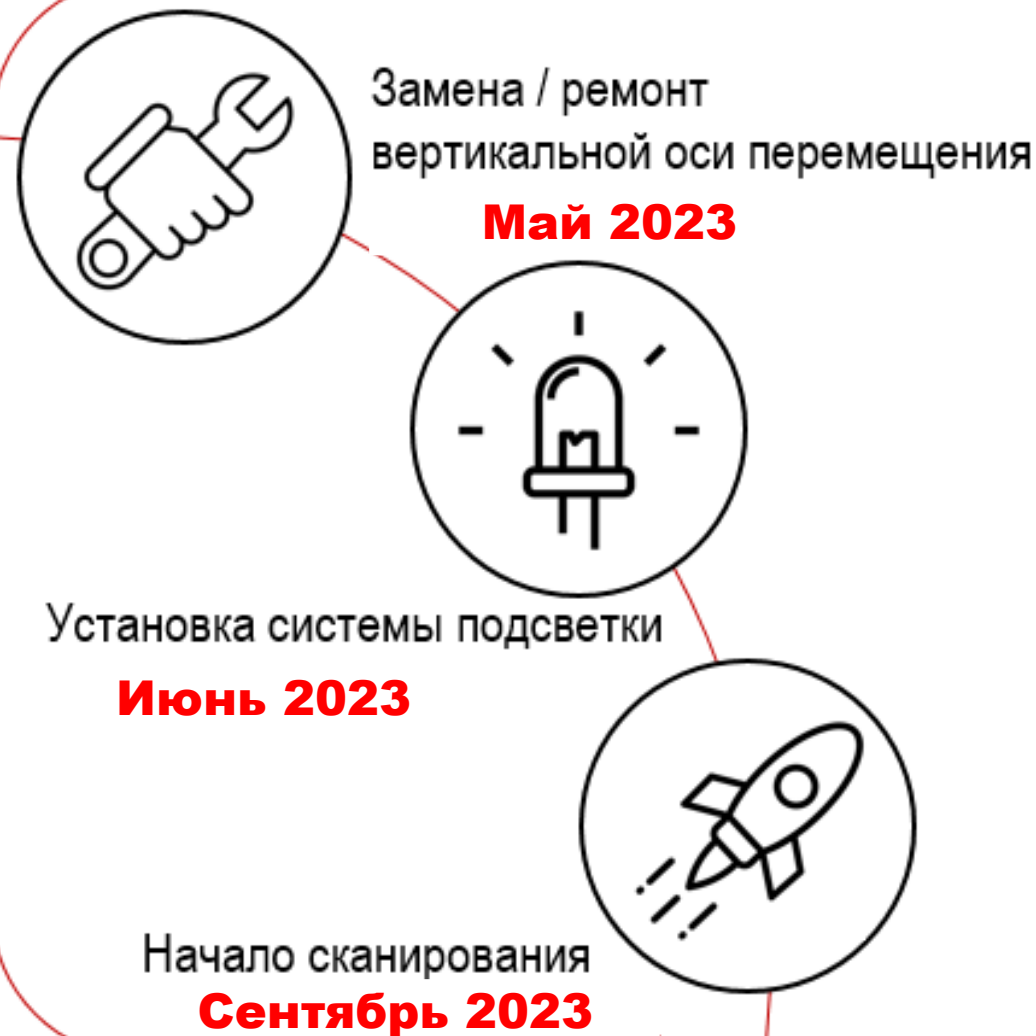 Замена / ремонт
вертикальной оси перемещения
Май 2023
Установка системы подсветки
Июнь 2023
Начало сканирования
Сентябрь 2023